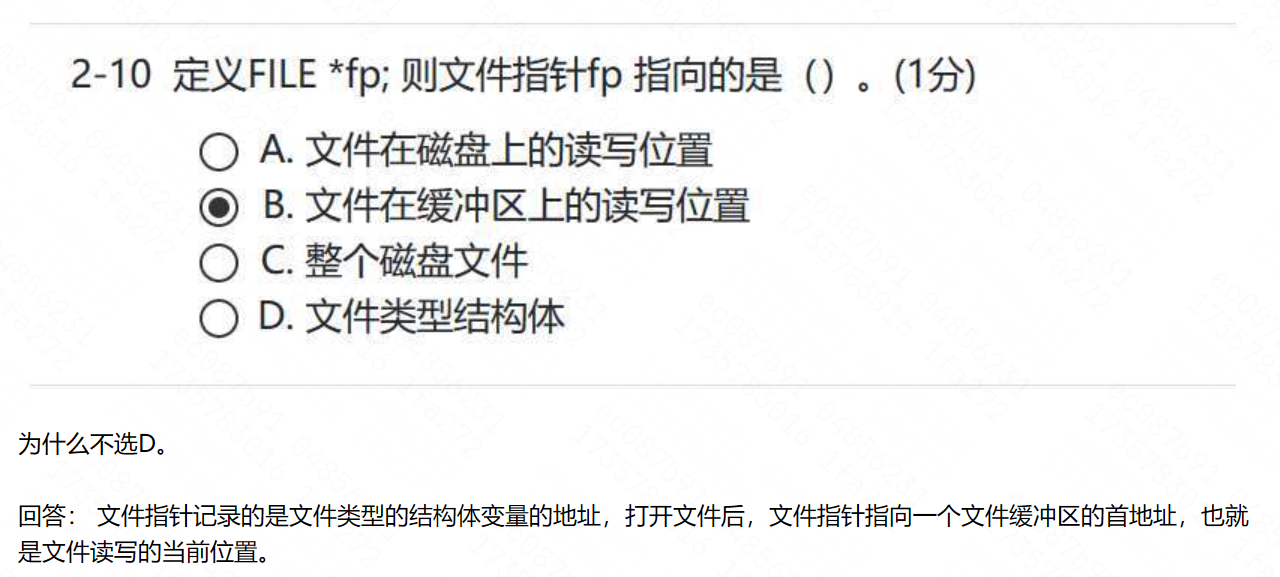 2-10 定义FILE *fp; 则文件指针fp 指向的是（）。(1分)
A. 文件在磁盘上的读写位置
B. 文件在缓冲区上的读写位置
C. 整个磁盘文件
D. 文件类型结构体
为什么不选D。
回答： 文件指针记录的是文件类型的结构体变量的地址，打开文件后，文件指针指向一个文件缓冲区的首地址，也就
是文件读写的当前位置。